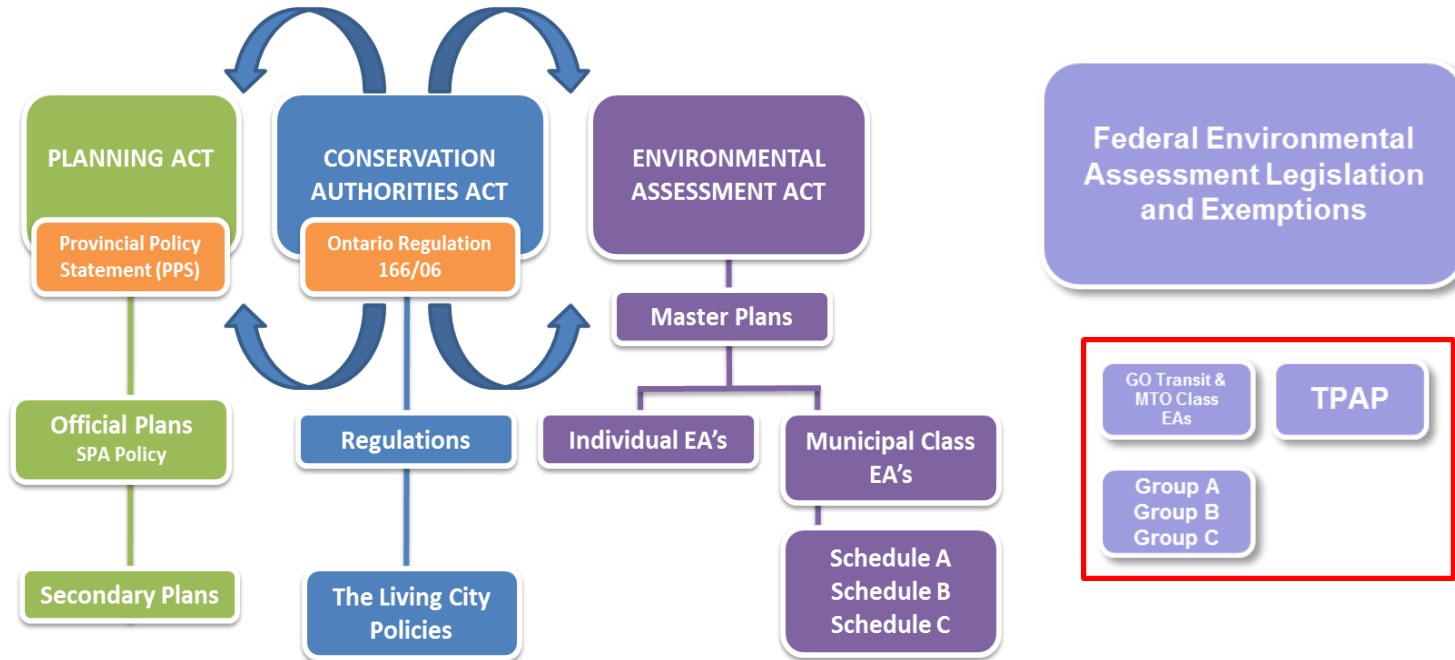 PLANNING ACT
Provincial Policy
Statement (PPS)
Official Plans
SPA Policy
Secondary Plans
CONSERVATION
AUTHORITIES ACT
Ontario Regulation
166/06
Regulations
The Living City
Policies
ENVIRONMENTAL
ASSESSMENT ACT
Master Plans
Individual EA’s
Municipal Class
EA’s
Schedule A
Schedule B
Schedule C
Federal Environmental
Assessment Legislation
and Exemptions
GO Transit &
MTO Class
EAs
TPAP
Group A
Group B
Group C